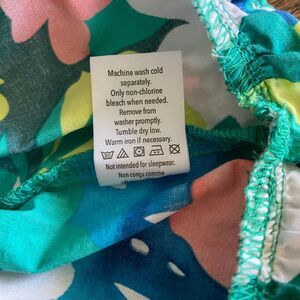 Machine wash cold
separately.
Only non-chlorine
bleach when needed.
Remove from
washer promptly.
Tumble dry low.
Warm iron if necessary.
Not intended for sleepwear.
Non conçu comme